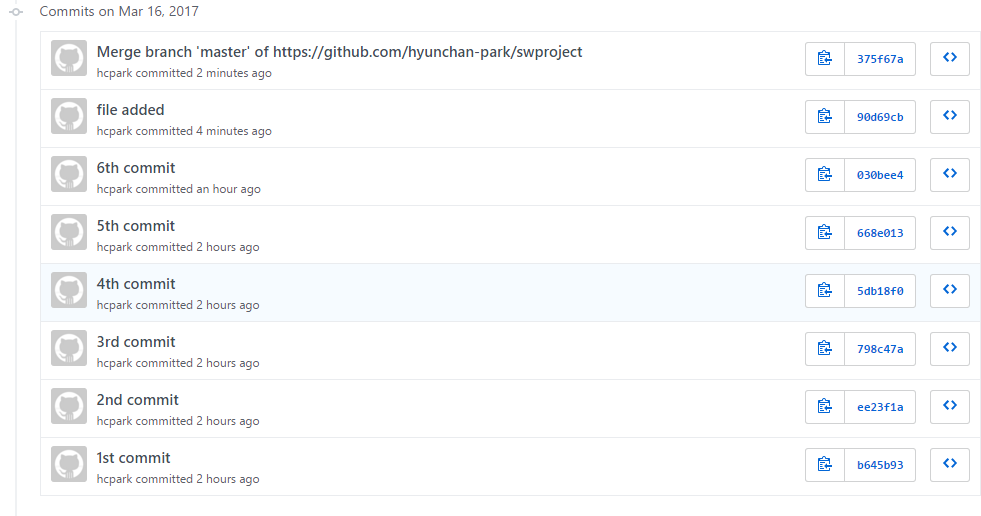 Commits on Mar 16, 2017
Merge branch 'master' of https://github.com/hyunchan-park/swproject
hcpark committed 2 minutes ago
375f67a
file added
hcpark committed 4 minutes ago
90d69cb
6th commit
hcpark committed an hour ago
030bee4
5th commit
hcpark committed 2 hours ago
668e013
4th commit
hcpark committed 2 hours ago
5db18f0
3rd commit
hcpark committed 2 hours ago
798c47a
2nd commit
hcpark committed 2 hours ago
ee23f1a
1st commit
hcpark committed 2 hours ago
b645b93